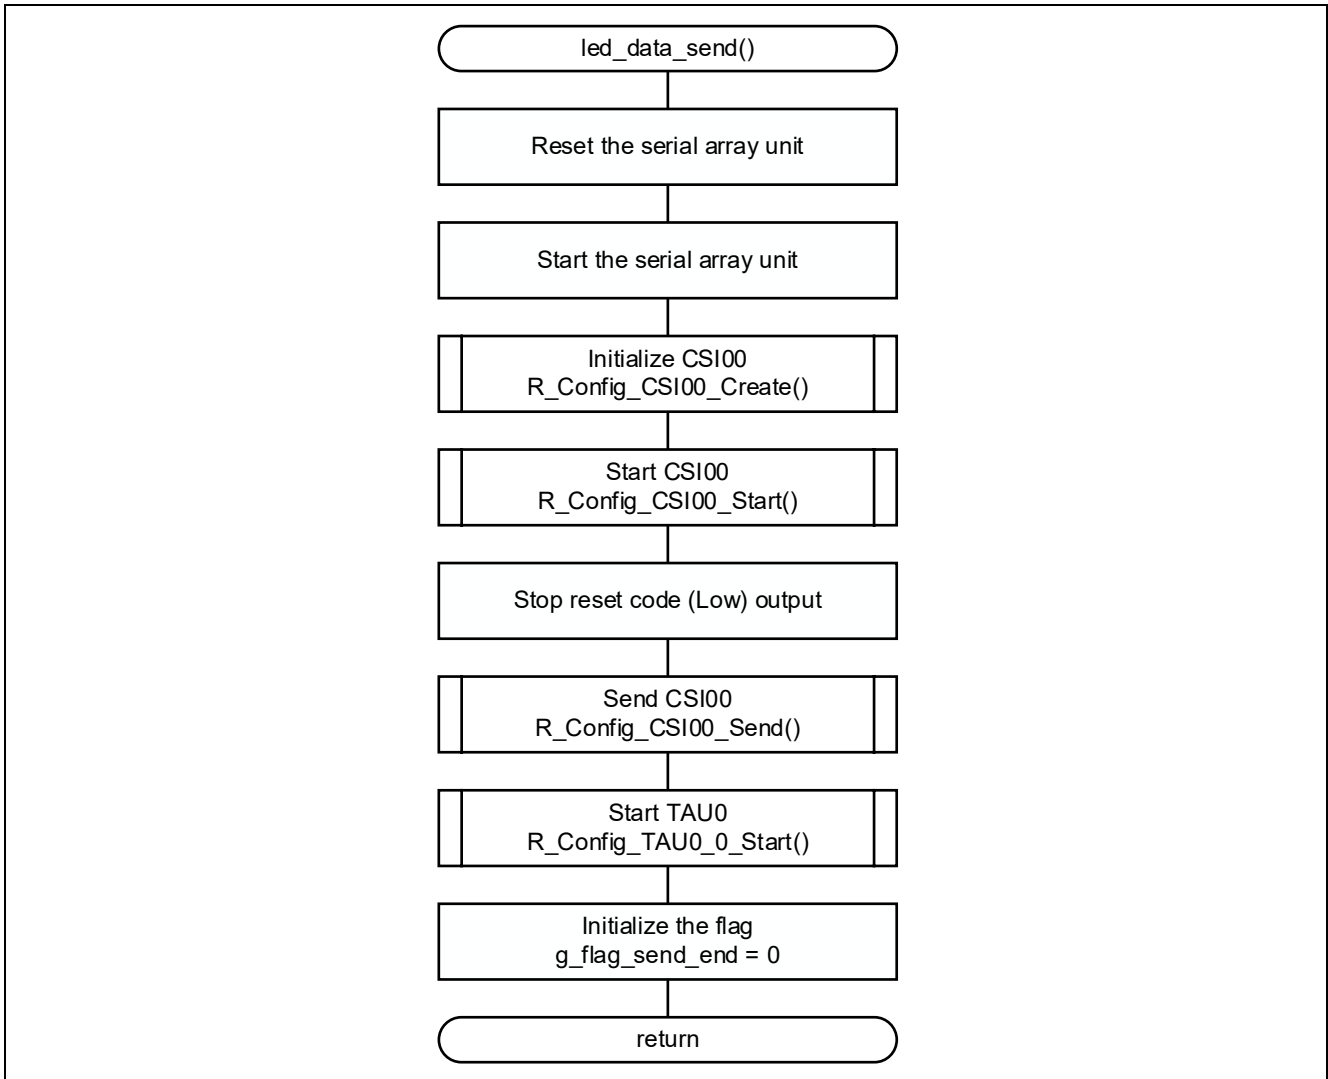 led_data_send()
Reset the serial array unit
Start the serial array unit
Initialize CSI00
R_Config_CSI00_Create()
Start CSI00
R_Config_CSI00_Start()
Stop reset code (Low) output
Send CSI00
R_Config_CSI00_Send()
Start TAU0
R_Config_TAU0_0_Start()
Initialize the flag
g_flag_send_end = 0
return